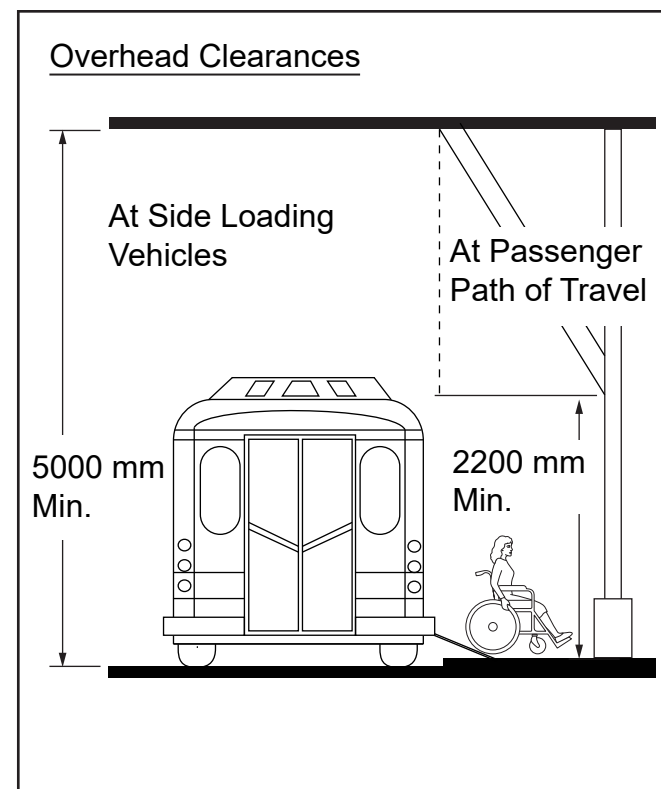 Overhead Clearances
At Side Loading
Vehicles
At Passenger
Path of Travel
5000 mm
Min.
2200 mm
Min.